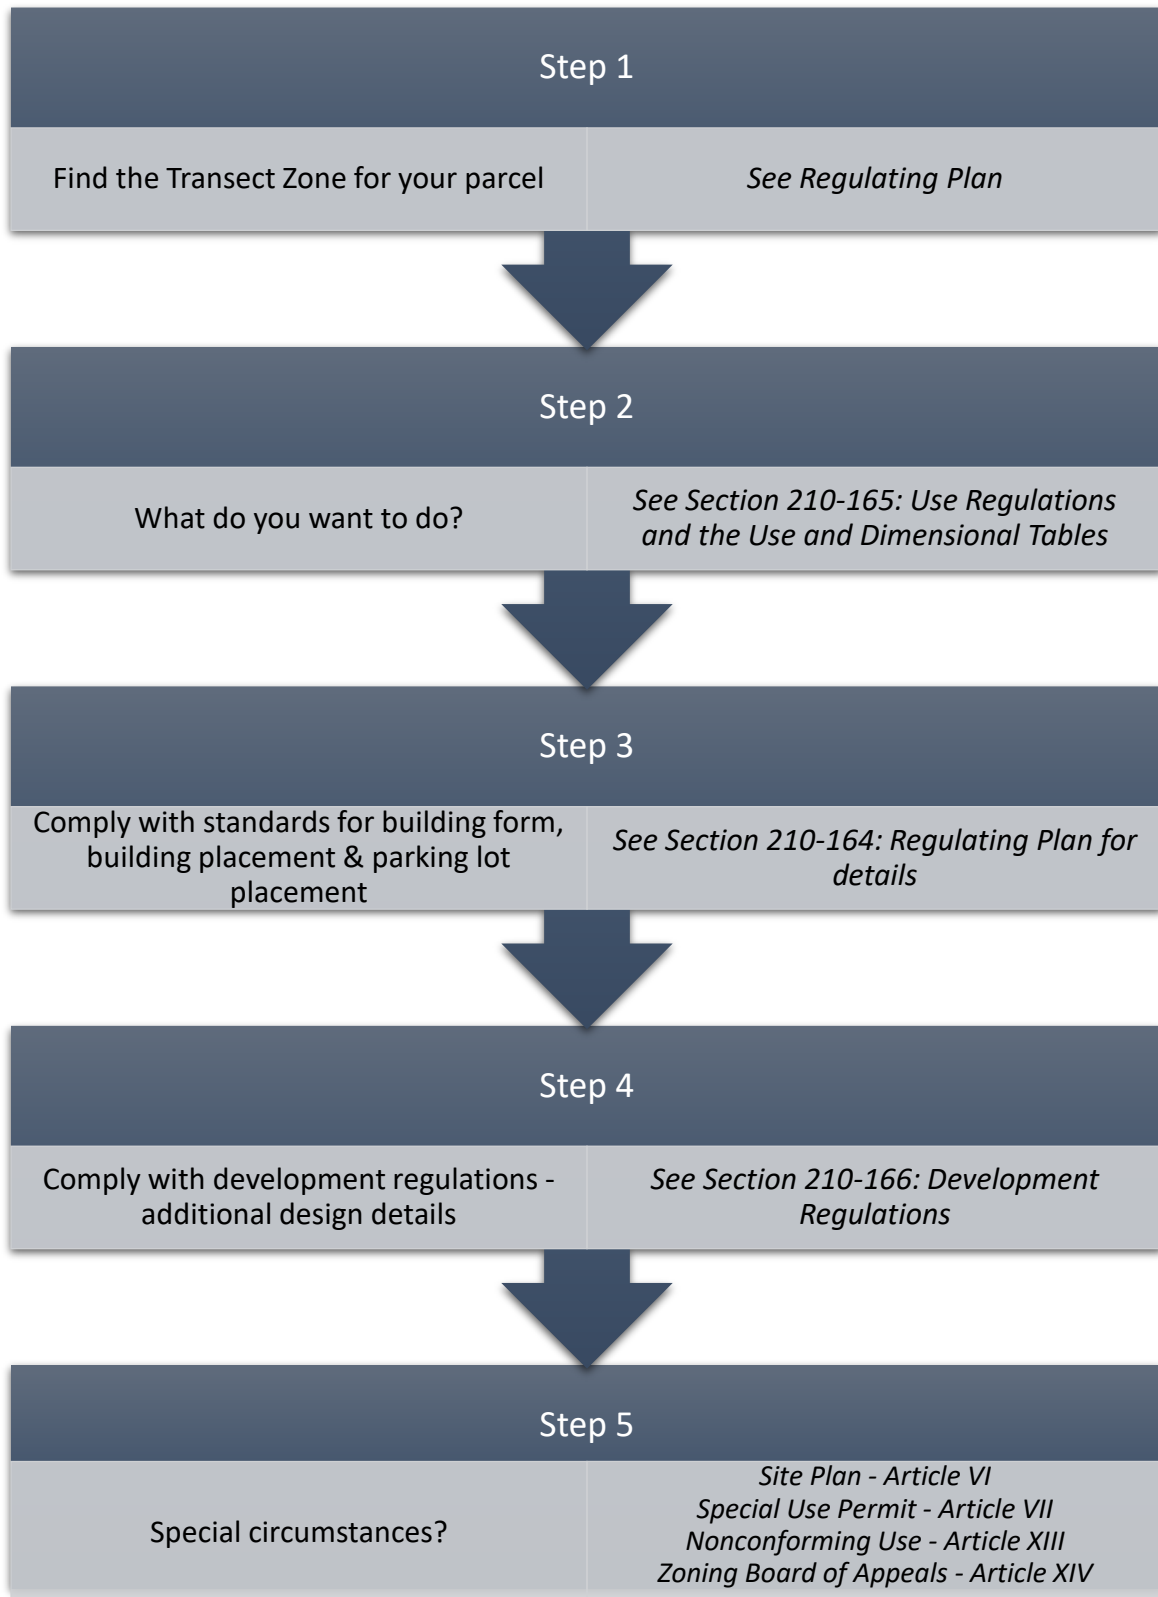 Step 1
Find the Transect Zone for your parcel
See Regulating Plan
Step 2
What do you want to do?
See Section 210-165: Use Regulations
and the Use and Dimensional Tables
Step 3
Comply with standards for building form,
building placement & parking lot
placement
See Section 210-164: Regulating Plan for
details
Step 4
Comply with development regulations -
additional design details
See Section 210-166: Development
Regulations
Step 5
Special circumstances?
Site Plan - Article VI
Special Use Permit - Article VII
Nonconforming Use - Article XIII
Zoning Board of Appeals - Article XIV